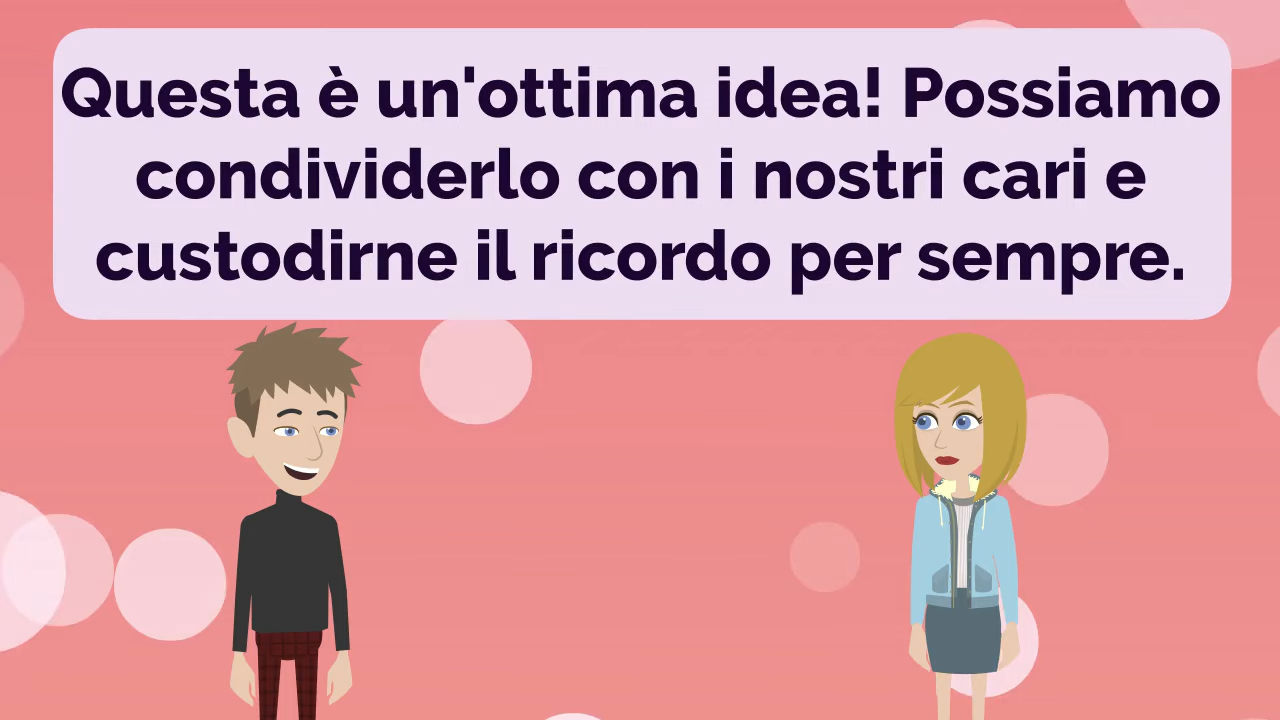 Questa è un'ottima idea! Possiamo
condividerlo con i nostri cari e
custodirne il ricordo per sempre.